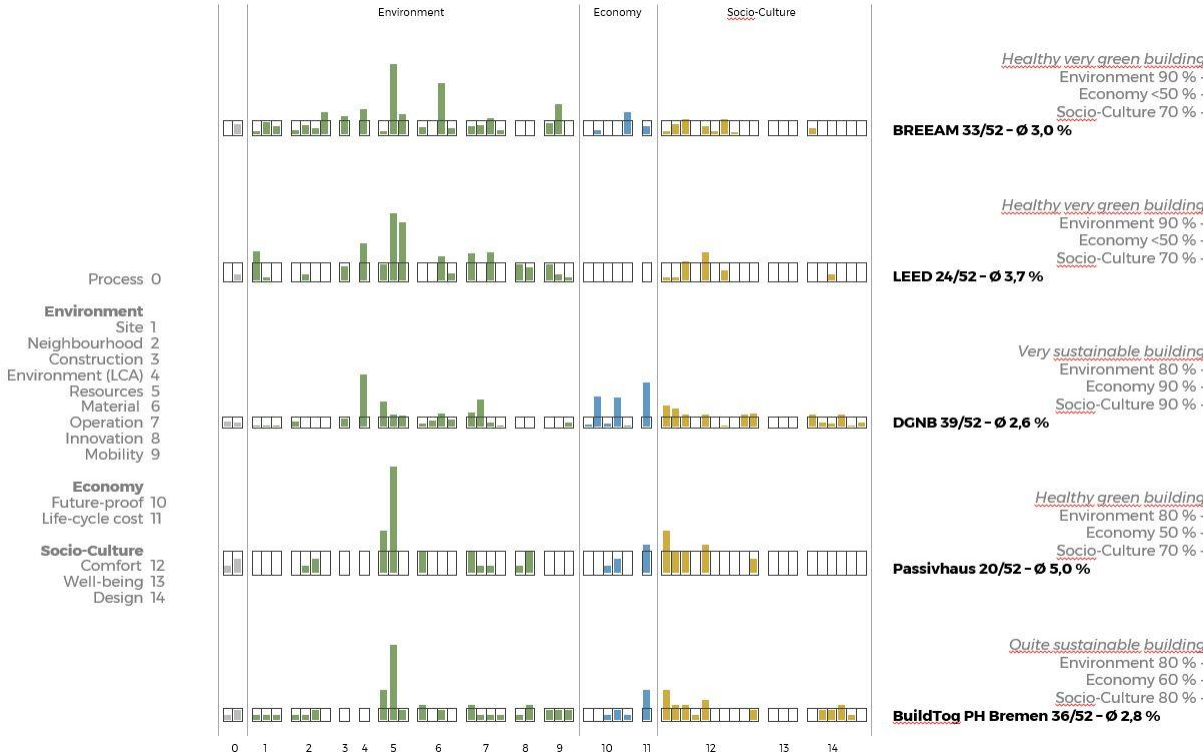 Environment
Economy
Socio-Culture
Healthy very green building
Environment 90 % -
Economy <50 % -
Socio-Culture 70 % -
BREEAM 33/52 – Ø 3,0 %
Healthy very green building
Environment 90 % -
Economy <50 % -
Socio-Culture 70 % -
LEED 24/52 – Ø 3,7 %
Process 0
Environment
Site 1
Neighbourhood 2
Construction 3
Environment (LCA) 4
Resources 5
Material 6
Operation 7
Innovation 8
Mobility 9
Economy
Future-proof 10
Life-cycle cost 11
Socio-Culture
Comfort 12
Well-being 13
Design 14
Very sustainable building
Environment 80 % -
Economy 90 % -
Socio-Culture 90 % -
DGNB 39/52 – Ø 2,6 %
Healthy green building
Environment 80 % -
Economy 50 % -
Socio-Culture 70 % -
Passivhaus 20/52 – Ø 5,0 %
Quite sustainable building
Environment 80 % -
Economy 60 % -
Socio-Culture 80 % -
BuildTog PH Bremen 36/52 – Ø 2,8 %
0 1 2 3 4 5 6 7 8 9 10 11 12 13 14